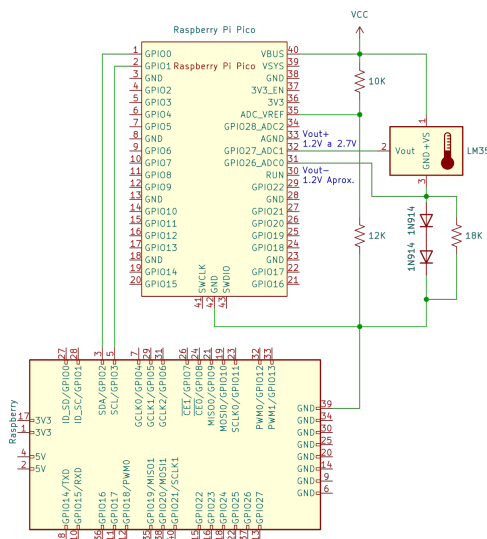 VCC
Raspberry Pi Pico
Raspberry Pi Pico
1 GPIO0
2 GPIO1
3 GND
4 GPIO2
5 GPIO3
6 GPIO4
7 GPIO5
8 GND
9 GPIO6
10 GPIO7
11 GPIO8
12 GPIO9
13 GND
14 GPIO10
15 GPIO11
16 GPIO12
17 GPIO13
18 GND
19 GPIO14
20 GPIO15
VBUS 40
VSYS 39
GND 38
3V3_EN 37
3V3 36
ADC_VREF 35
GPIO28_ADC2 34
AGND 33
GPIO27_ADC1 32
GPIO26_ADC0 31
RUN 30
GPIO22 29
GND 28
GPIO21 27
GPIO20 26
GPIO19 25
GPIO18 24
GND 23
GPIO17 22
GPIO16 21
SWCLK 41
GND 42
SWDIO 43
Vout+
1.2V a 2.7V
Vout-
1.2V Aprox.
10K
12K
18K
1N914
1N914
1
2 Vout
GND
+VS
3
LM35
Raspberry
27 ID_SD/GPIO0
28 ID_SC/GPIO1
3 SDA/GPIO2
5 SCL/GPIO3
7 GCLK0/GPIO4
29 GCLK1/GPIO5
31 GCLK2/GPIO6
26 CE1/GPIO7
24 CE0/GPIO8
21 MISO0/GPIO9
19 MOSI0/GPIO10
23 SCLK0/GPIO11
32 PWM0/GPIO12
33 PWM1/GPIO13
17 3V3
1 3V3
4 5V
2 5V
GND 39
GND 34
GND 30
GND 25
GND 20
GND 14
GND 9
GND 6
8 GPIO14/TXD
10 GPIO15/RXD
36 GPIO16
11 GPIO17
12 GPIO18/PWM0
35 GPIO19/MISO1
38 GPIO20/MOSI1
40 GPIO21/SCLK1
15 GPIO22
16 GPIO23
18 GPIO24
22 GPIO25
37 GPIO26
13 GPIO27